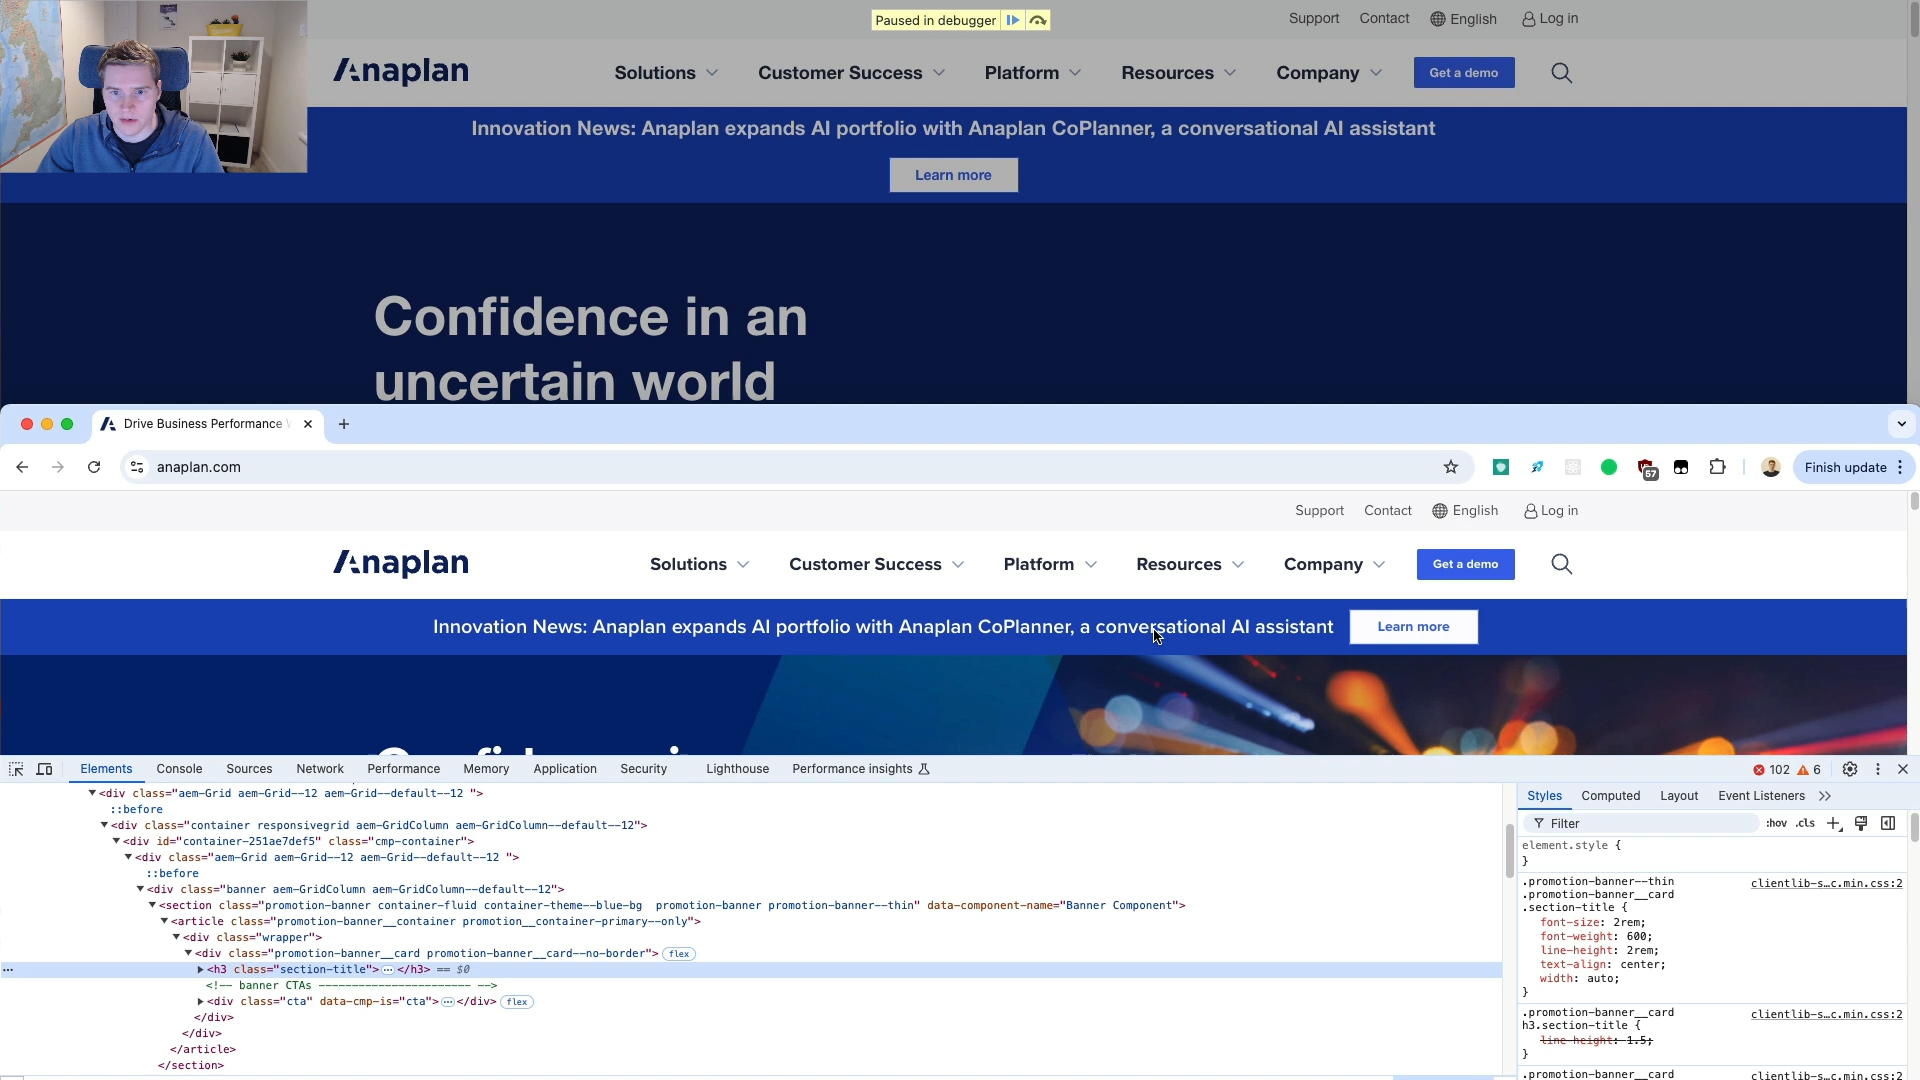 Paused in debugger
Support Contact English Log in
Anaplan Solutions Customer Success Platform Resources Company Get a demo
Innovation News: Anaplan expands AI portfolio with Anaplan CoPlanner, a conversational AI assistant
Learn more
Confidence in an
uncertain world
Drive Business Performance
anaplan.com 57 Finish update
Support Contact English Log in
Anaplan Solutions Customer Success Platform Resources Company Get a demo
Innovation News: Anaplan expands AI portfolio with Anaplan CoPlanner, a conversational AI assistant Learn more
Elements Console Sources Network Performance Memory Application Security Lighthouse Performance insights 102 6
<div class="aem-Grid aem-Grid--12 aem-Grid--default--12 ">
::before
<div class="container responsivegrid aem-GridColumn aem-GridColumn--default--12">
<div id="container-251ae7def5" class="cmp-container">
<div class="aem-Grid aem-Grid--12 aem-Grid--default--12 ">
::before
<div class="banner aem-GridColumn aem-GridColumn--default--12">
<section class="promotion-banner container-fluid container-theme--blue-bg  promotion-banner promotion-banner--thin" data-component-name="Banner Component">
<article class="promotion-banner__container promotion__container-primary--only">
<div class="wrapper">
<div class="promotion-banner__card promotion-banner__card--no-border"> flex
... <h3 class="section-title"> … </h3> == $0
<!-- banner CTAs ----------------------- -->
<div class="cta" data-cmp-is="cta"> … </div> flex
</div>
</div>
</article>
</section>
Styles Computed Layout Event Listeners
Filter :hov .cls
element.style {
}
.promotion-banner--thin clientlib-s…c.min.css:2
.promotion-banner__card
.section-title {
font-size: 2rem;
font-weight: 600;
line-height: 2rem;
text-align: center;
width: auto;
}
.promotion-banner__card clientlib-s…c.min.css:2
h3.section-title {
line-height: 1.5;
}
.promotion-banner__card clientlib-s…c.min.css:2